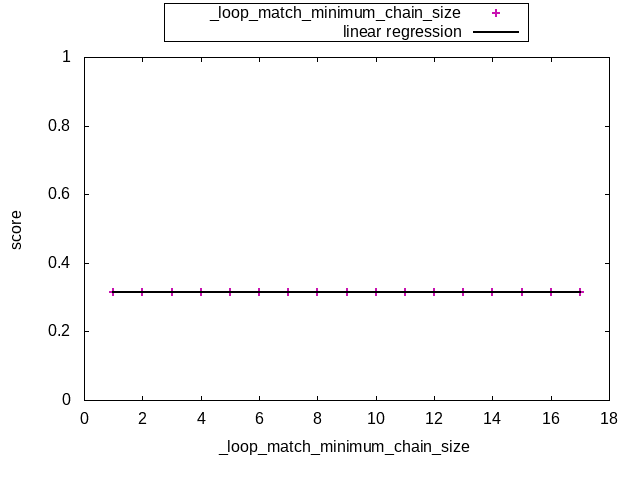 _loop_match_minimum_chain_size
linear regression
1
0.8
0.6
0.4
0.2
0
score
0 2 4 6 8 10 12 14 16 18
_loop_match_minimum_chain_size